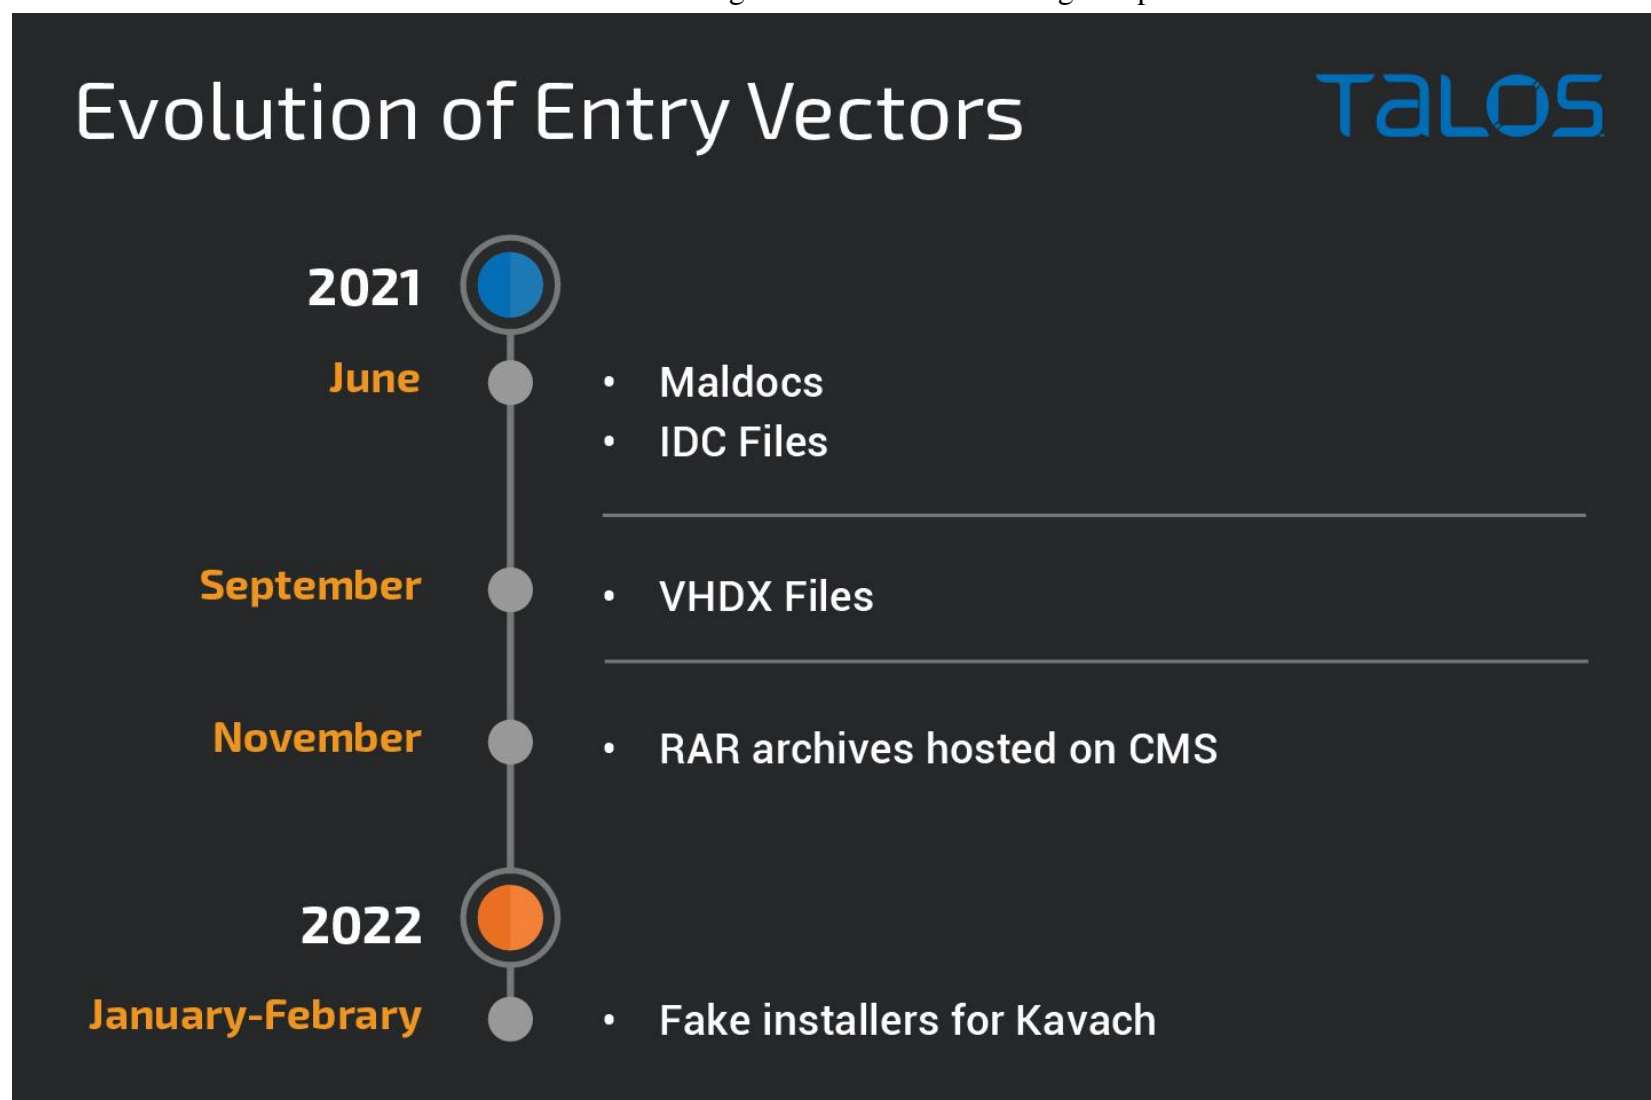 Evolution of Entry Vectors
TALOS
2021
June
• Maldocs
• IDC Files
September
• VHDX Files
November
• RAR archives hosted on CMS
2022
January-Febrary
• Fake installers for Kavach